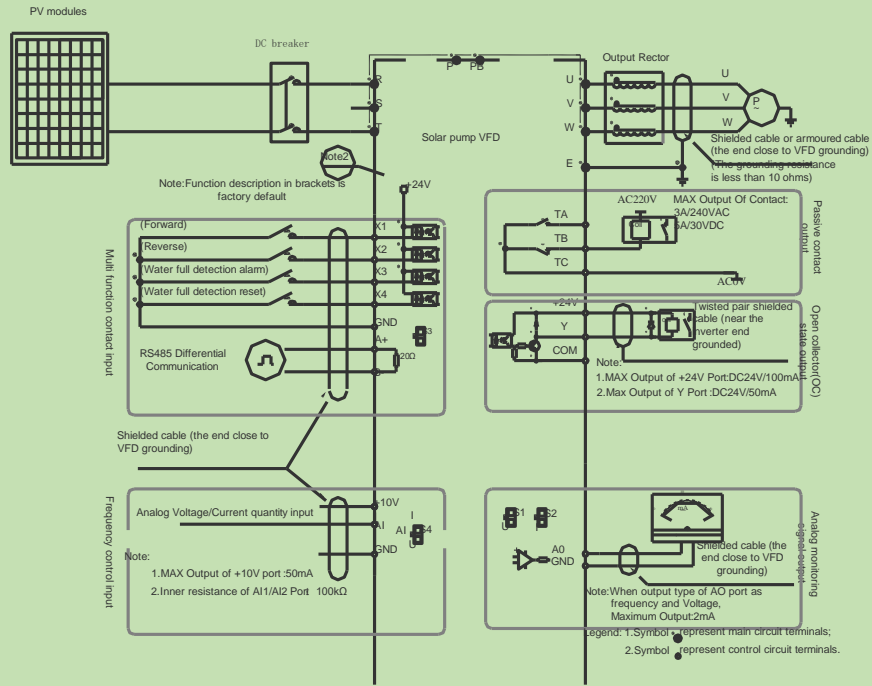 PV modules
DC breaker
P
PB
Output Rector
R
S
T
U
V
W
E
U
V
W
P
~
Solar pump VFD
Note2
Shielded cable or armoured cable
(the end close to VFD grounding)
(The grounding resistance
is less than 10 ohms)
Note:Function description in brackets is
factory default
+24V
Multi function contact input
(Forward)
(Reverse)
(Water full detection alarm)
(Water full detection reset)
X1
X2
X3
X4
GND
A+
RS485 Differential
Communication
Passive contact
output
TA
TB
TC
AC220V
MAX Output Of Contact:
3A/240VAC
5A/30VDC
AC0V
Open collector(OC)
state output
+24V
Y
COM
Twisted pair shielded
cable (near the
inverter end
grounded)
Note:
1.MAX Output of +24V Port:DC24V/100mA
2.Max Output of Y Port :DC24V/50mA
Shielded cable (the end close to
VFD grounding)
Frequency control input
Analog Voltage/Current quantity input
+10V
AI
GND
I
AI
S4
U
Note:
1.MAX Output of +10V port :50mA
2.Inner resistance of AI1/AI2 Port 100kΩ
Analog monitoring
signal output
S1
S2
U
I
A0
GND
mA
Shielded cable (the
end close to VFD
grounding)
Note:When output type of AO port as
frequency and Voltage,
Maximum Output:2mA
Legend: 1.Symbol represent main circuit terminals;
2.Symbol represent control circuit terminals.